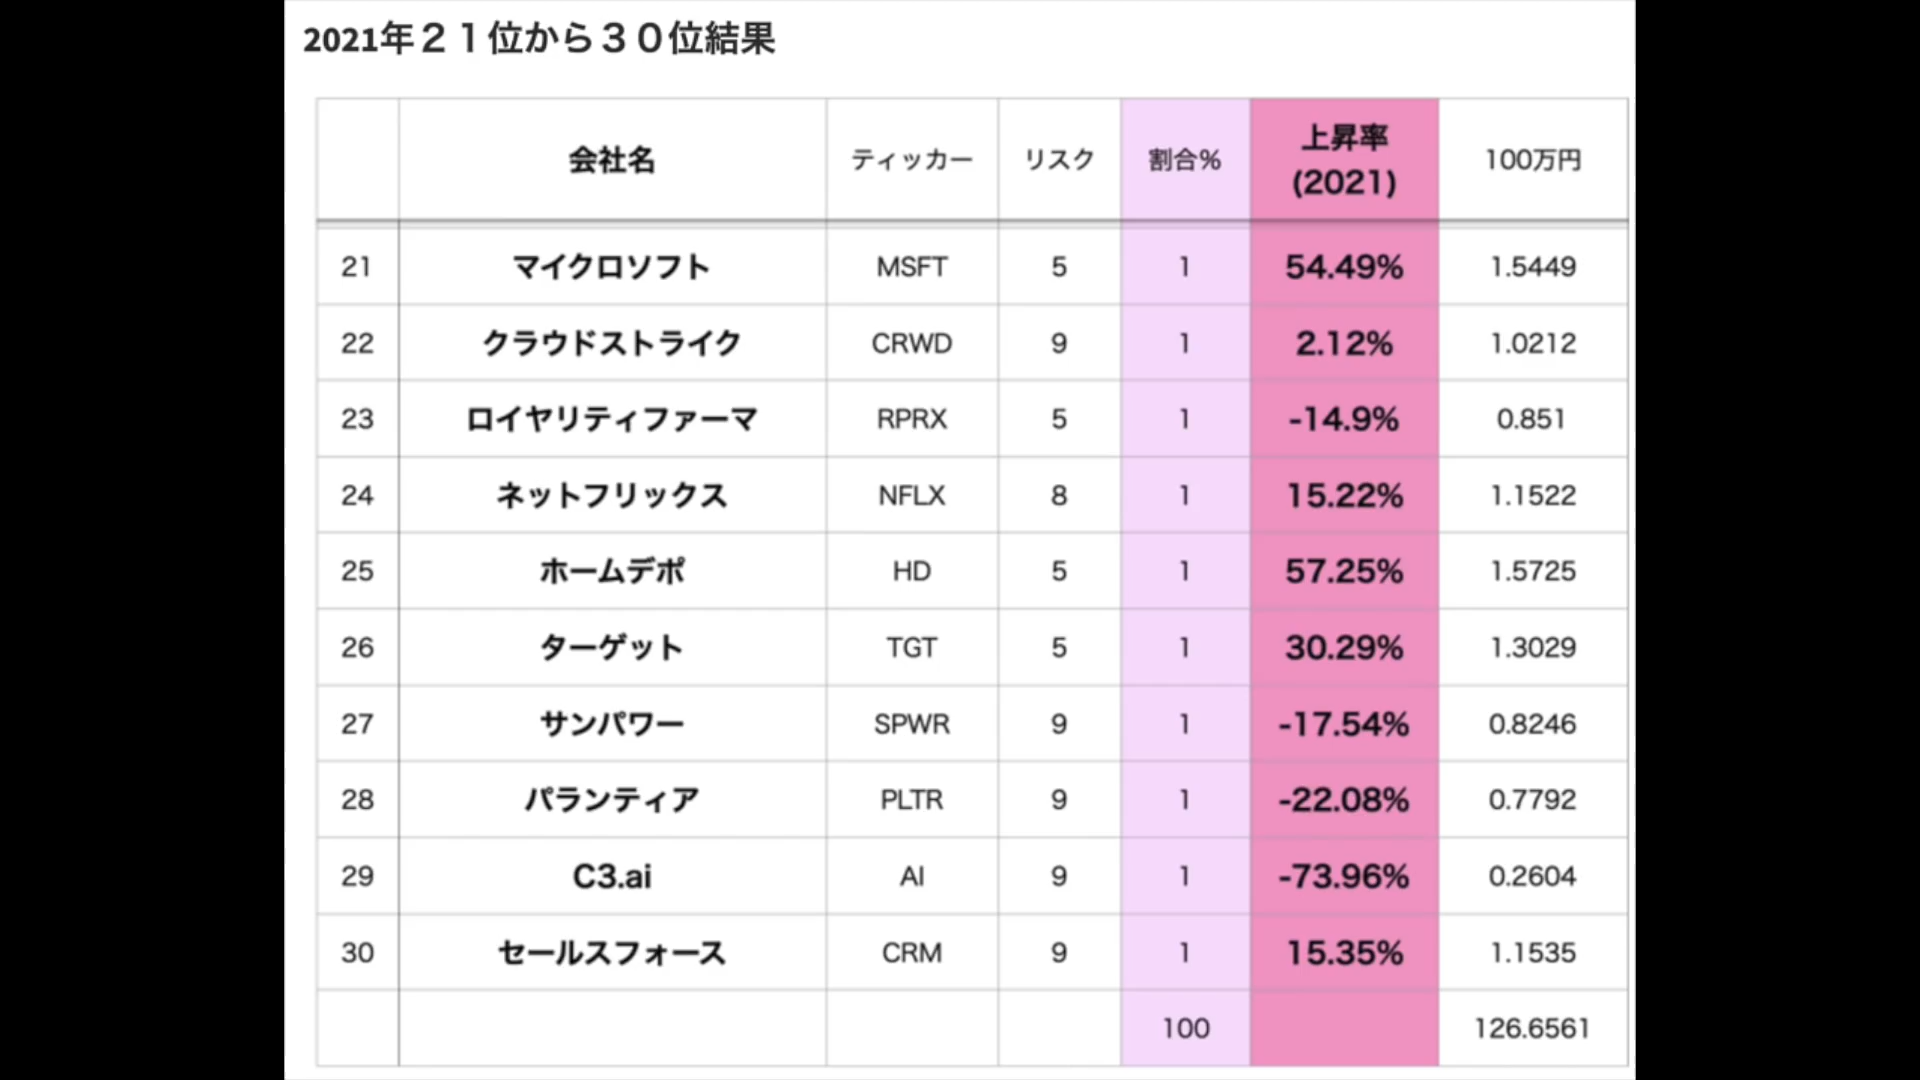 2021年２１位から３０位結果
会社名 ティッカー リスク 割合% 上昇率 (2021) 100万円
21 マイクロソフト MSFT 5 1 54.49% 1.5449
22 クラウドストライク CRWD 9 1 2.12% 1.0212
23 ロイヤリティファーマ RPRX 5 1 -14.9% 0.851
24 ネットフリックス NFLX 8 1 15.22% 1.1522
25 ホームデポ HD 5 1 57.25% 1.5725
26 ターゲット TGT 5 1 30.29% 1.3029
27 サンパワー SPWR 9 1 -17.54% 0.8246
28 パランティア PLTR 9 1 -22.08% 0.7792
29 C3.ai AI 9 1 -73.96% 0.2604
30 セールスフォース CRM 9 1 15.35% 1.1535
100 126.6561